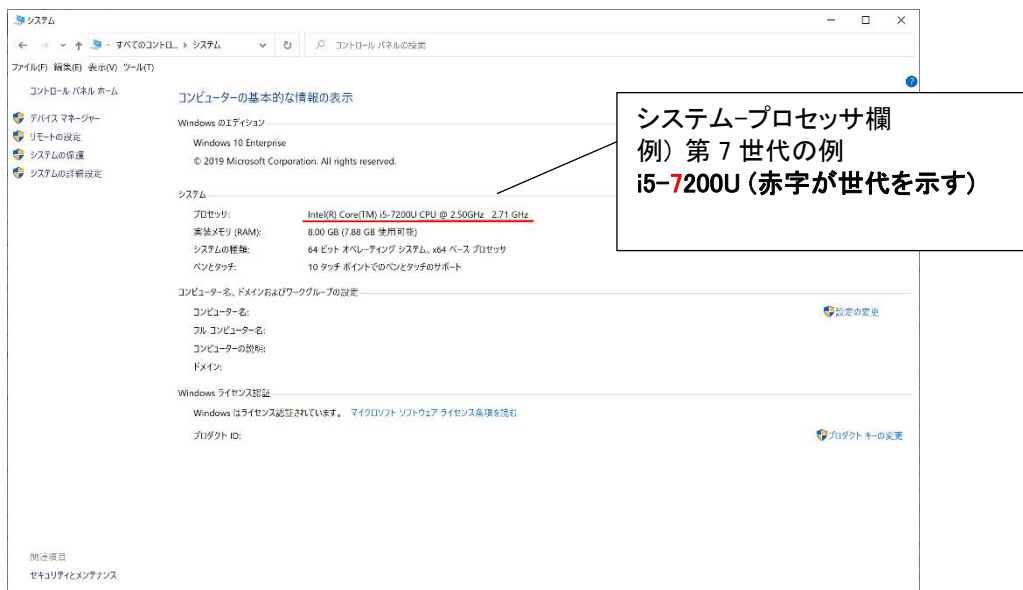 システム
すべてのコントロ... › システム
コントロール パネルの検索
ファイル(F) 編集(E) 表示(V) ツール(T)
コントロール パネル ホーム
デバイス マネージャー
リモートの設定
システムの保護
システムの詳細設定
コンピューターの基本的な情報の表示
Windows のエディション
Windows 10 Enterprise
© 2019 Microsoft Corporation. All rights reserved.
システム
プロセッサ: Intel(R) Core(TM) i5-7200U CPU @ 2.50GHz 2.71 GHz
実装メモリ (RAM): 8.00 GB (7.88 GB 使用可能)
システムの種類: 64 ビット オペレーティング システム、x64 ベース プロセッサ
ペンとタッチ: 10 タッチ ポイントでのペンとタッチのサポート
コンピューター名、ドメインおよびワークグループの設定
コンピューター名: 設定の変更
フル コンピューター名:
コンピューターの説明:
ドメイン:
Windows ライセンス認証
Windows はライセンス認証されています。 マイクロソフト ソフトウェア ライセンス条項を読む
プロダクト ID: プロダクト キーの変更
関連項目
セキュリティとメンテナンス
システム-プロセッサ欄
例）第 7 世代の例
i5-7200U（赤字が世代を示す）